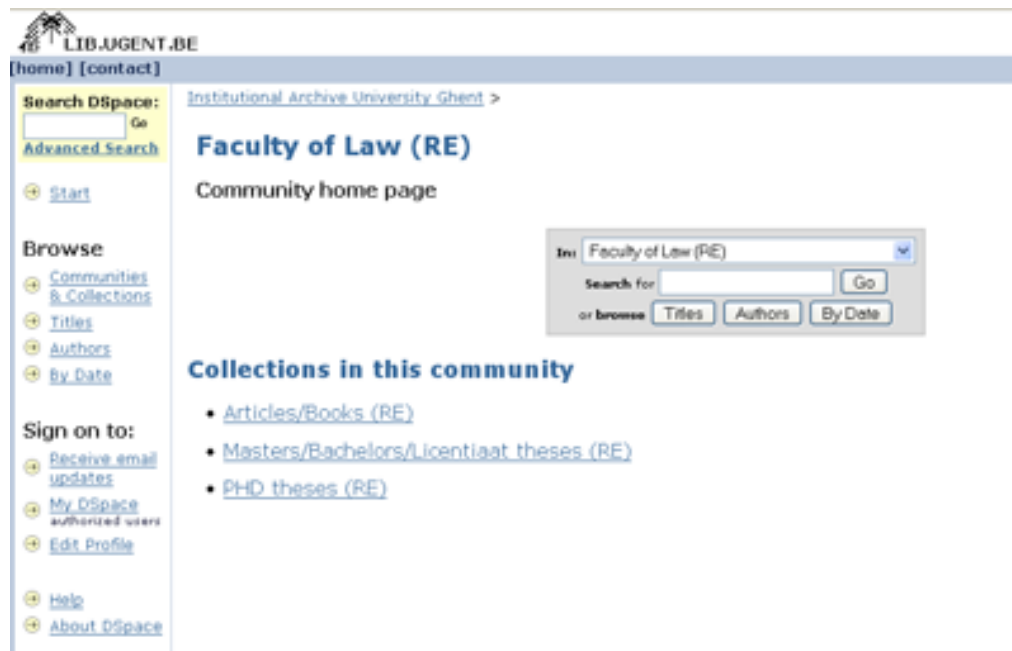 LIB.UGENT.BE
[home] [contact]
Search DSpace:
Go
Advanced Search
Start
Browse
Communities
& Collections
Titles
Authors
By Date
Sign on to:
Receive email
updates
My DSpace
authorized users
Edit Profile
Help
About DSpace
Institutional Archive University Ghent >
Faculty of Law (RE)
Community home page
In: Faculty of Law (RE)
Search for Go
or browse Titles Authors By Date
Collections in this community
• Articles/Books (RE)
• Masters/Bachelors/Licentiaat theses (RE)
• PHD theses (RE)